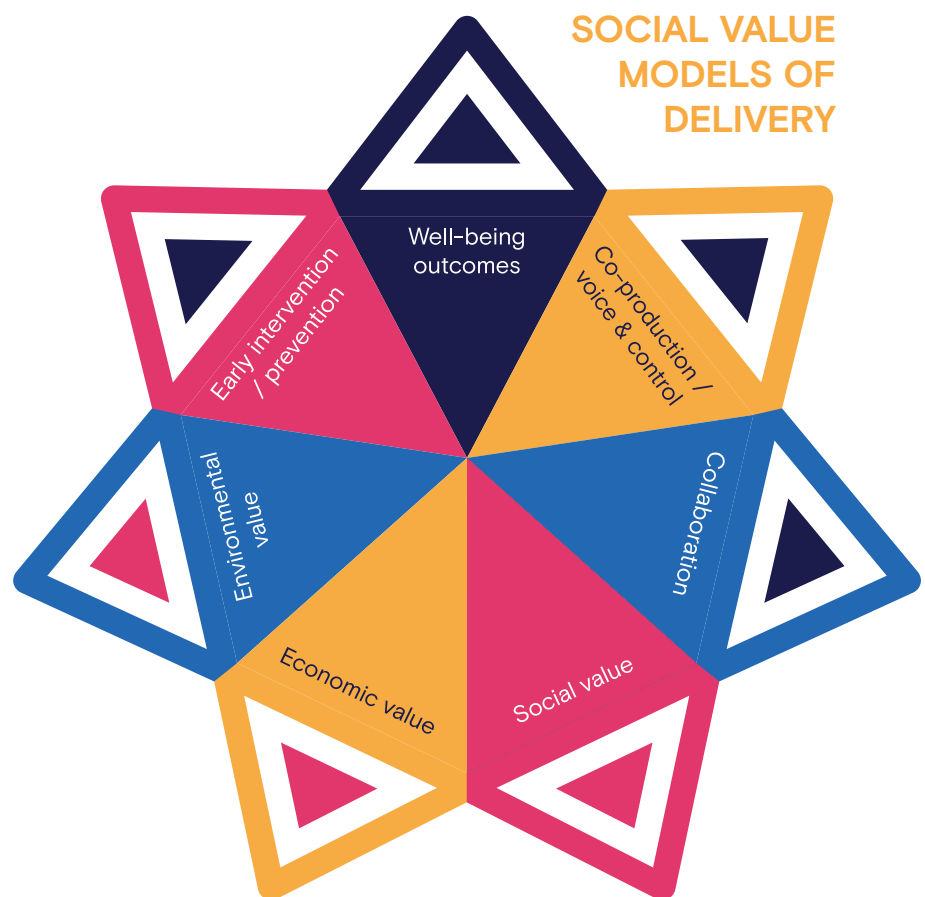 SOCIAL VALUE
MODELS OF
DELIVERY
Well-being
outcomes
Co-production /
voice & control
Collaboration
Social value
Economic value
Environmental
value
Early intervention
/ prevention